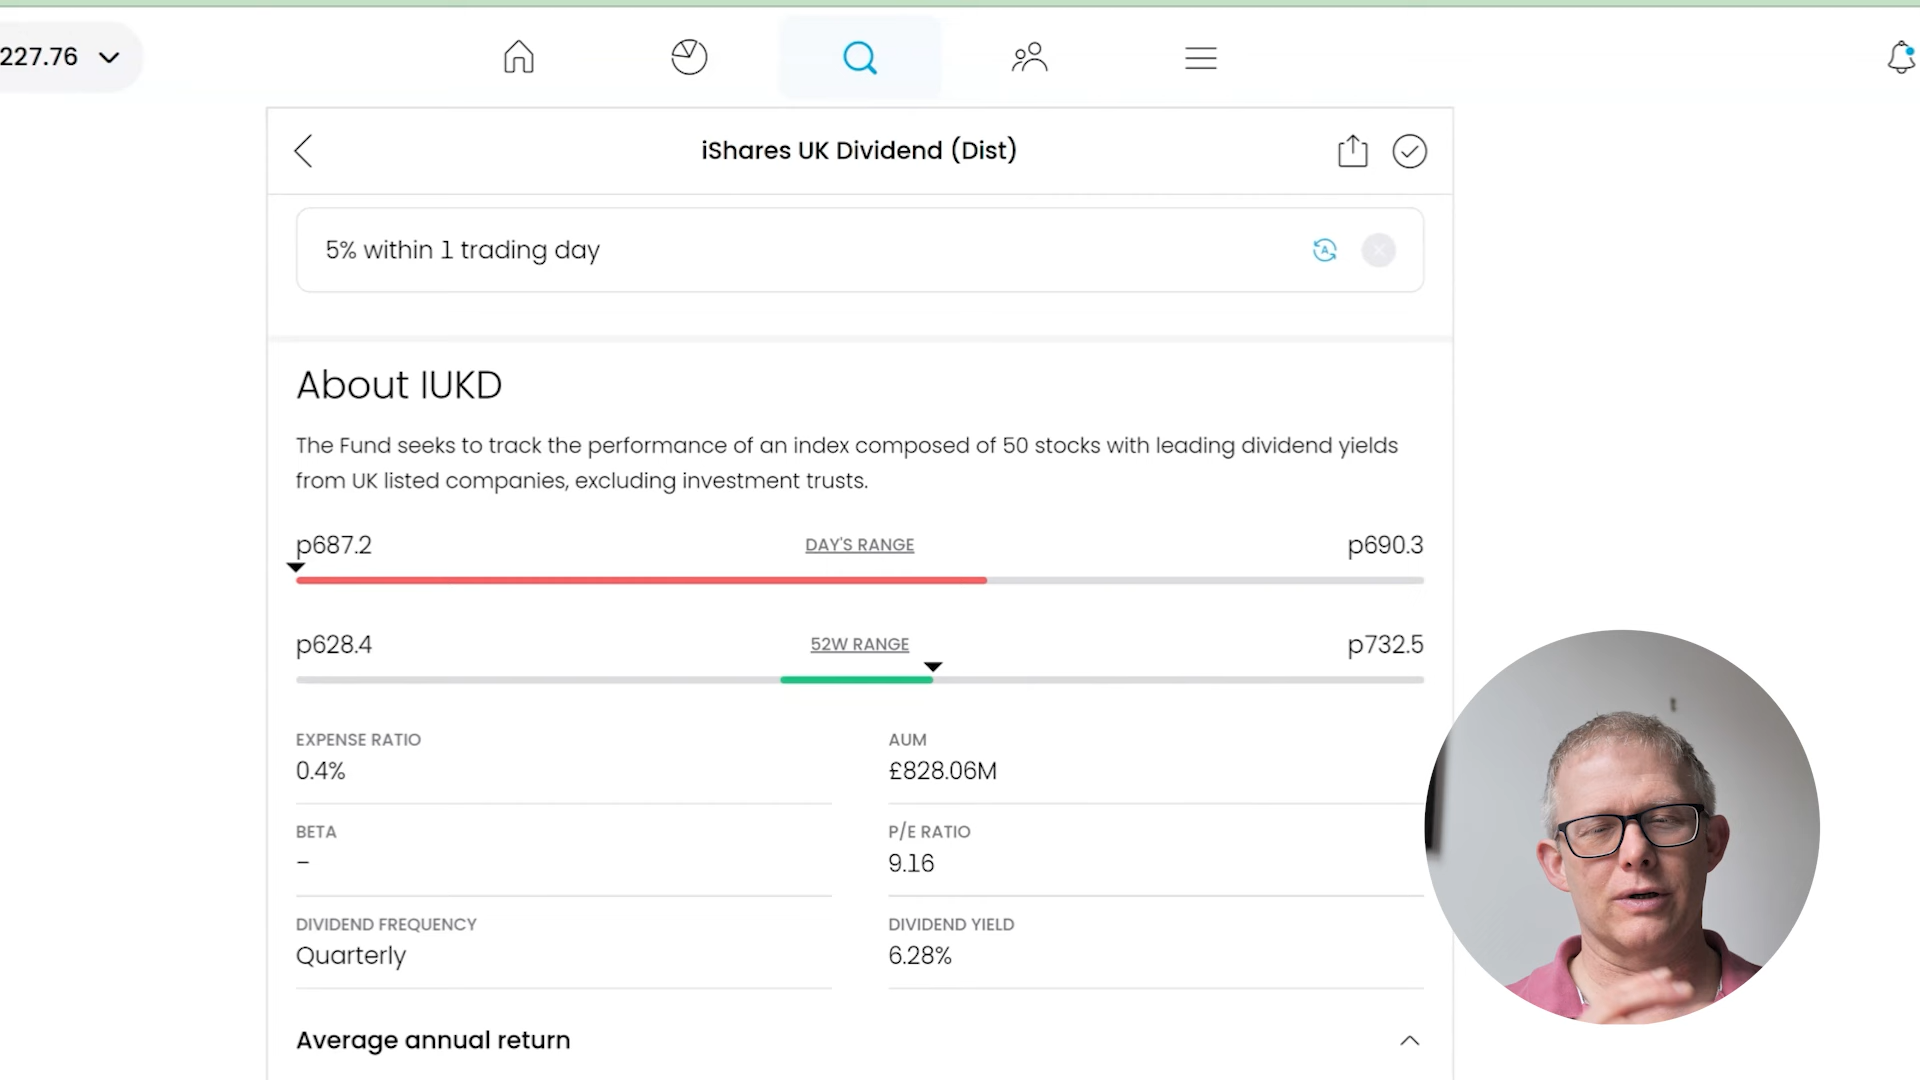 227.76
iShares UK Dividend (Dist)
5% within 1 trading day
A
About IUKD
The Fund seeks to track the performance of an index composed of 50 stocks with leading dividend yields
from UK listed companies, excluding investment trusts.
p687.2 DAY'S RANGE p690.3
p628.4 52W RANGE p732.5
EXPENSE RATIO AUM
0.4% £828.06M
BETA P/E RATIO
– 9.16
DIVIDEND FREQUENCY DIVIDEND YIELD
Quarterly 6.28%
Average annual return